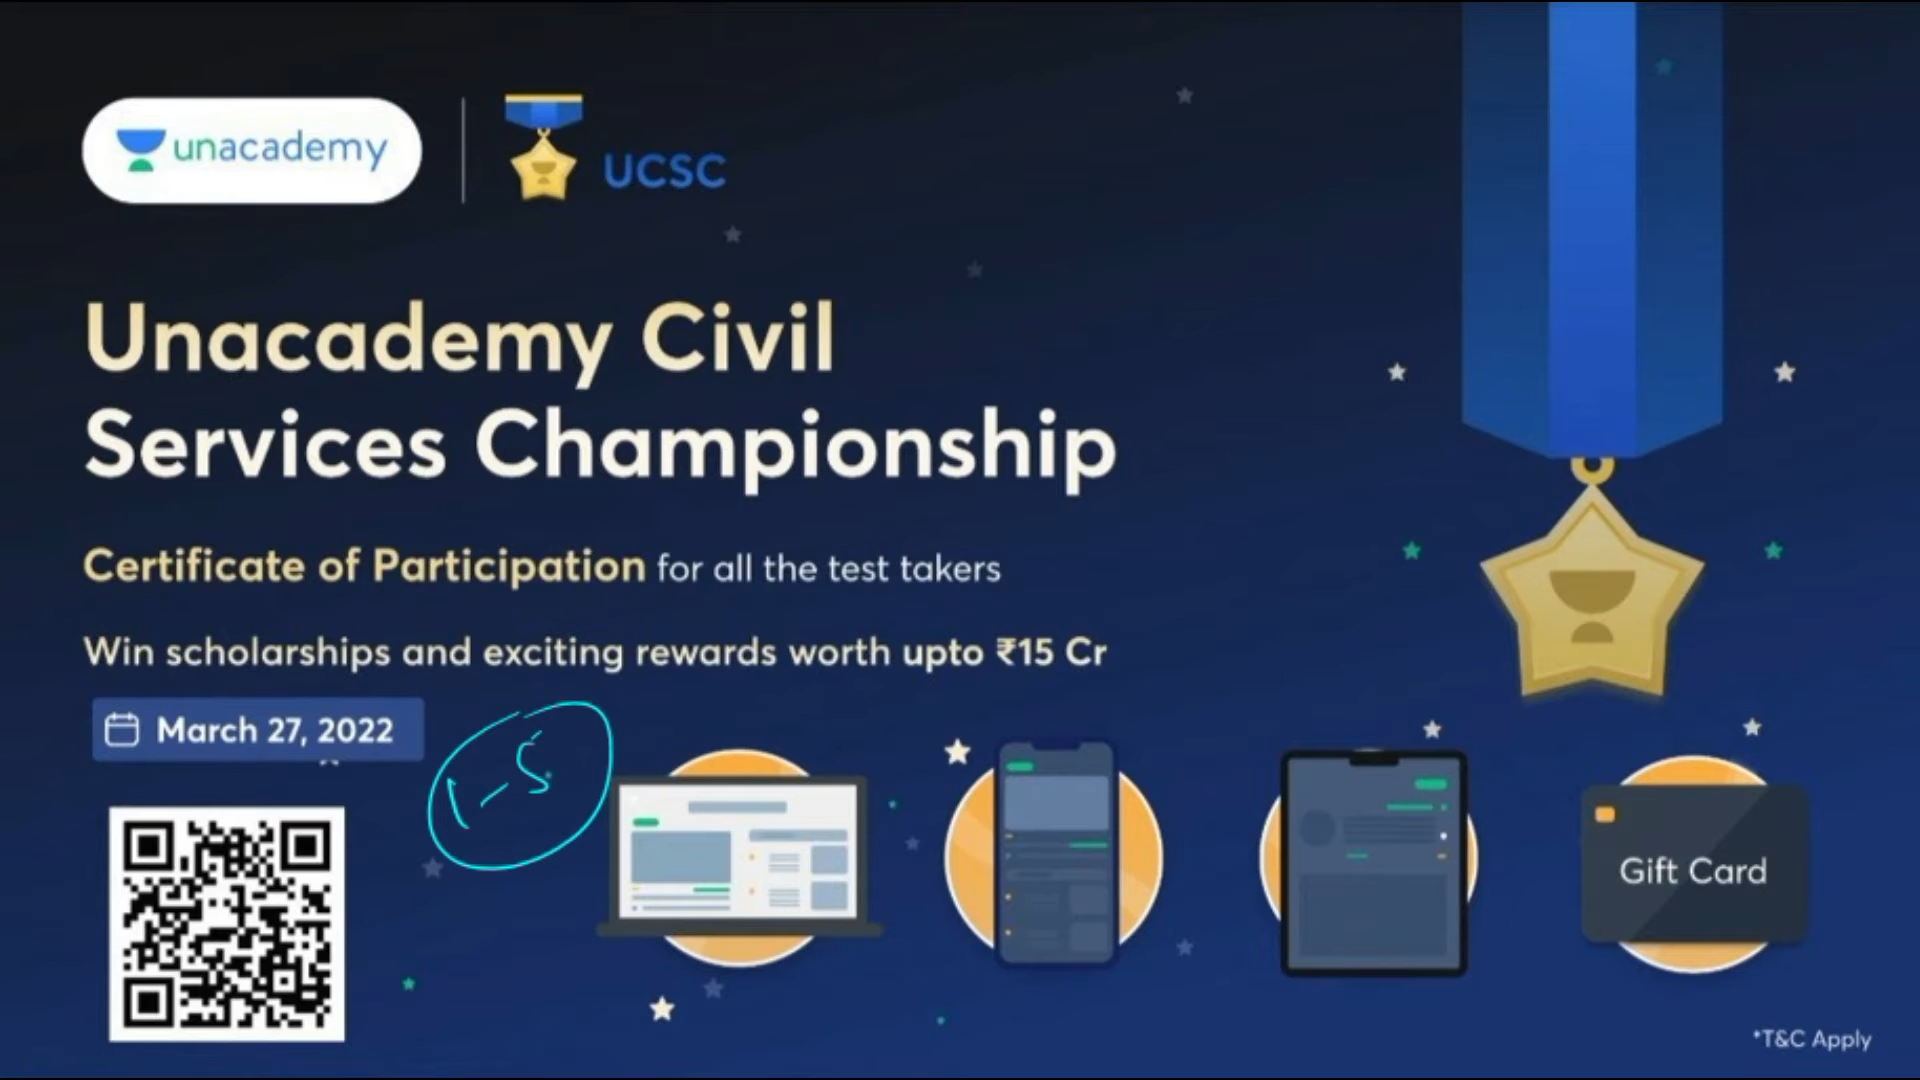 unacademy
UCSC
Unacademy Civil
Services Championship
Certificate of Participation for all the test takers
Win scholarships and exciting rewards worth upto ₹15 Cr
March 27, 2022
1-5
Gift Card
*T&C Apply